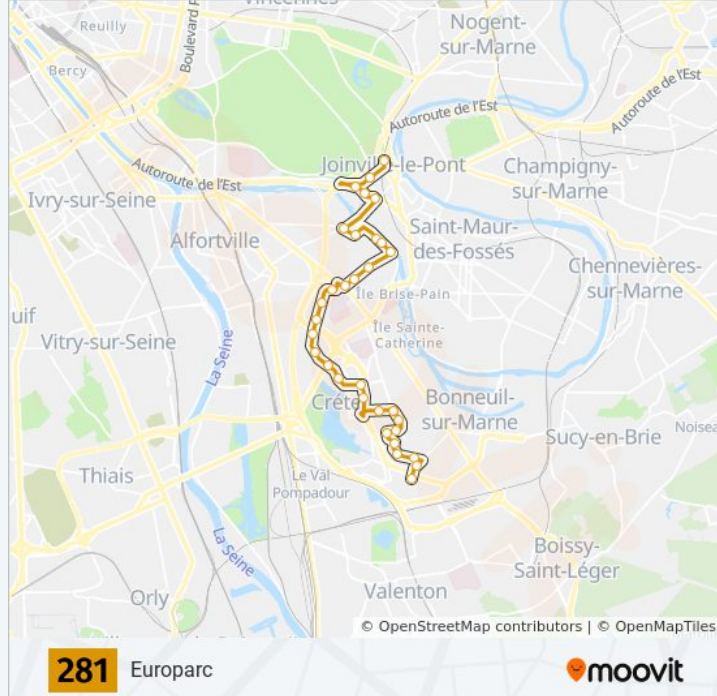 Vincennes
Reuilly
Boulevard P
Nogent-
sur-Marne
Bercy
Autoroute de l'Est
Autoroute de l'Est
Joinville-le-Pont
Autoroute de l'Est
Champigny-
sur-Marne
Ivry-sur-Seine
Alfortville
Saint-Maur-
des-Fossés
Chennevières-
sur-Marne
Île Brise-Pain
uif
Île Sainte-
Catherine
Vitry-sur-Seine
La Seine
Créte
Bonneuil-
sur-Marne
Sucy-en-Brie
Noisea
Thiais
Le Val
Pompadour
La Seine
Boissy-
Saint-Léger
Orly
Valenton
© OpenStreetMap contributors | © OpenMapTiles
281 Europarc
moovit